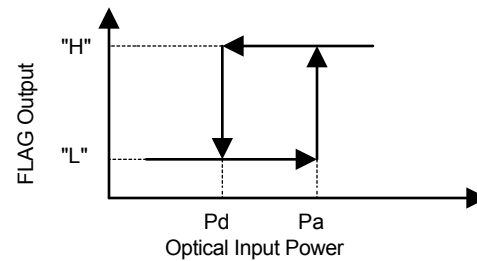 "H"
FLAG Output
"L"
Pd Pa
Optical Input Power